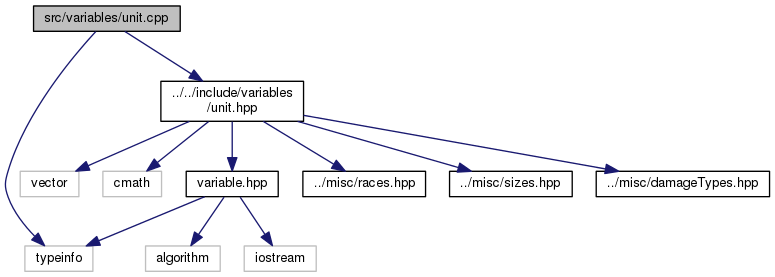 src/variables/unit.cpp
../../include/variables
/unit.hpp
vector
cmath
variable.hpp
../misc/races.hpp
../misc/sizes.hpp
../misc/damageTypes.hpp
typeinfo
algorithm
iostream